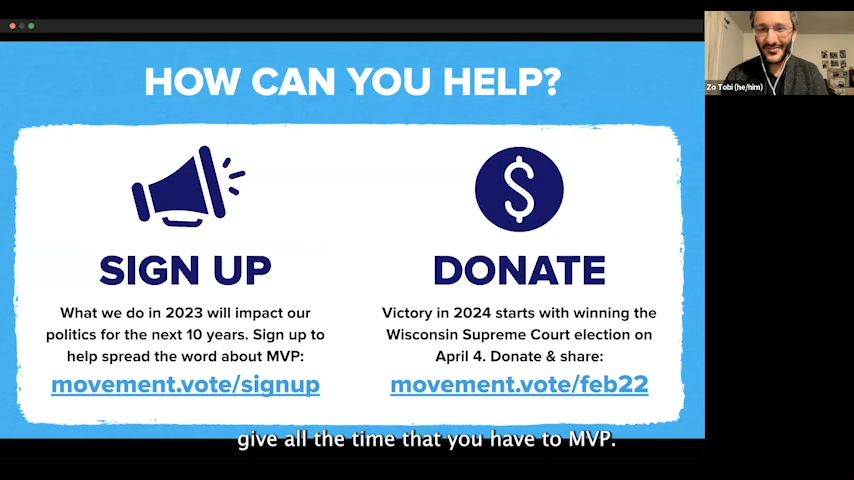 HOW CAN YOU HELP?
Zo Tobi (he/him)
SIGN UP
What we do in 2023 will impact our
politics for the next 10 years. Sign up to
help spread the word about MVP:
movement.vote/signup
$
DONATE
Victory in 2024 starts with winning the
Wisconsin Supreme Court election on
April 4. Donate & share:
movement.vote/feb22
give all the time that you have to MVP.